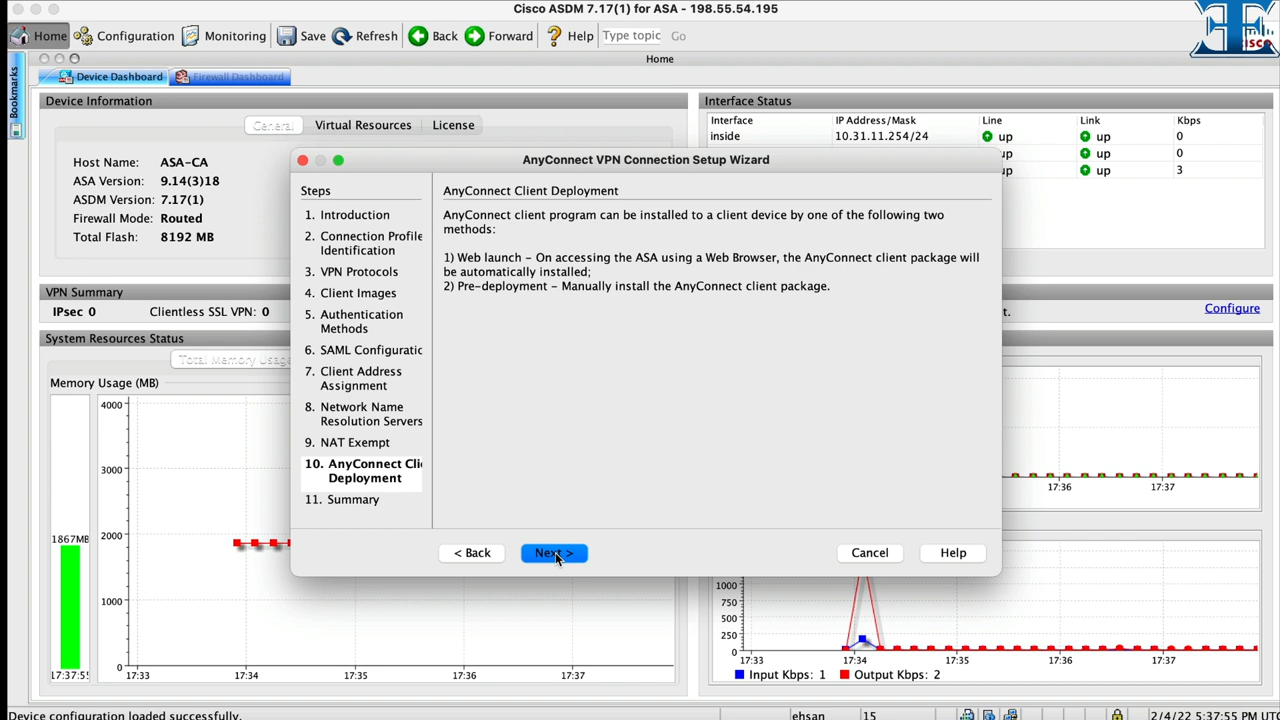 Cisco ASDM 7.17(1) for ASA - 198.55.54.195
Home Configuration Monitoring Save Refresh Back Forward Help Type topic Go
CISCO
Home
Bookmarks
Device Dashboard Firewall Dashboard
Device Information
General Virtual Resources License
Host Name: ASA-CA
ASA Version: 9.14(3)18
ASDM Version: 7.17(1)
Firewall Mode: Routed
Total Flash: 8192 MB
Interface Status
Interface IP Address/Mask Line Link Kbps
inside 10.31.11.254/24 up up 0
up 0
up 3
VPN Summary
IPsec 0 Clientless SSL VPN: 0
Configure
System Resources Status
Total Memory Usage
Memory Usage (MB)
4000
3000
2000
1000
0
1867MB
17:37:55
17:33 17:34 17:35 17:36 17:37
AnyConnect VPN Connection Setup Wizard
Steps
1. Introduction
2. Connection Profile
Identification
3. VPN Protocols
4. Client Images
5. Authentication
Methods
6. SAML Configuratic
7. Client Address
Assignment
8. Network Name
Resolution Servers
9. NAT Exempt
10. AnyConnect Cli
Deployment
11. Summary
AnyConnect Client Deployment
AnyConnect client program can be installed to a client device by one of the following two
methods:
1) Web launch - On accessing the ASA using a Web Browser, the AnyConnect client package will
be automatically installed;
2) Pre-deployment - Manually install the AnyConnect client package.
< Back Next > Cancel Help
17:36 17:37
1000
750
500
250
0
17:33 17:34 17:35 17:36 17:37
Input Kbps: 1 Output Kbps: 2
Device configuration loaded successfully.
ehsan 15 2/4/22 5:37:55 PM UTC